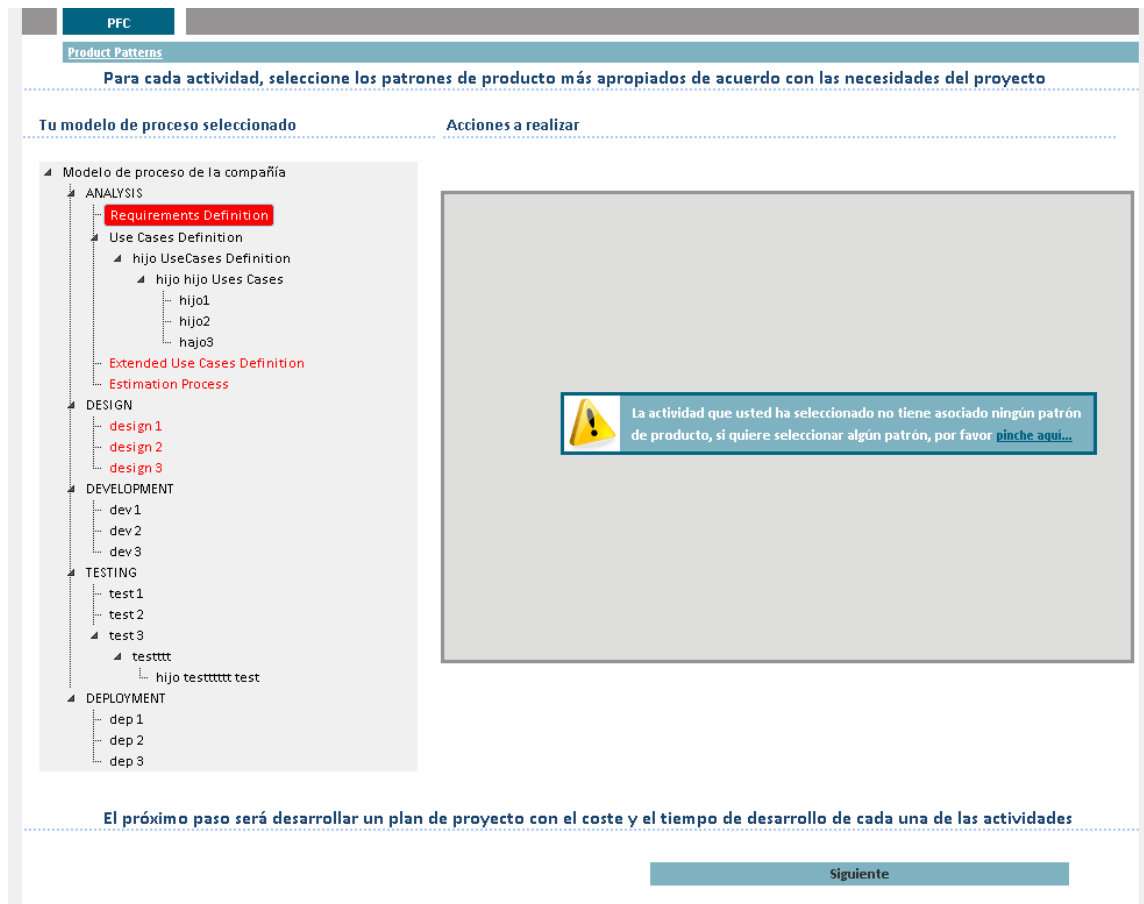 PFC
Product Patterns
Para cada actividad, seleccione los patrones de producto más apropiados de acuerdo con las necesidades del proyecto
Tu modelo de proceso seleccionado
Acciones a realizar
Modelo de proceso de la compañía
ANALYSIS
Requirements Definition
Use Cases Definition
hijo UseCases Definition
hijo hijo Uses Cases
hijo1
hijo2
hajo3
Extended Use Cases Definition
Estimation Process
DESIGN
design 1
design 2
design 3
DEVELOPMENT
dev 1
dev 2
dev 3
TESTING
test 1
test 2
test 3
testttt
hijo testttttt test
DEPLOYMENT
dep 1
dep 2
dep 3
La actividad que usted ha seleccionado no tiene asociado ningún patrón
de producto, si quiere seleccionar algún patrón, por favor pinche aquí...
El próximo paso será desarrollar un plan de proyecto con el coste y el tiempo de desarrollo de cada una de las actividades
Siguiente